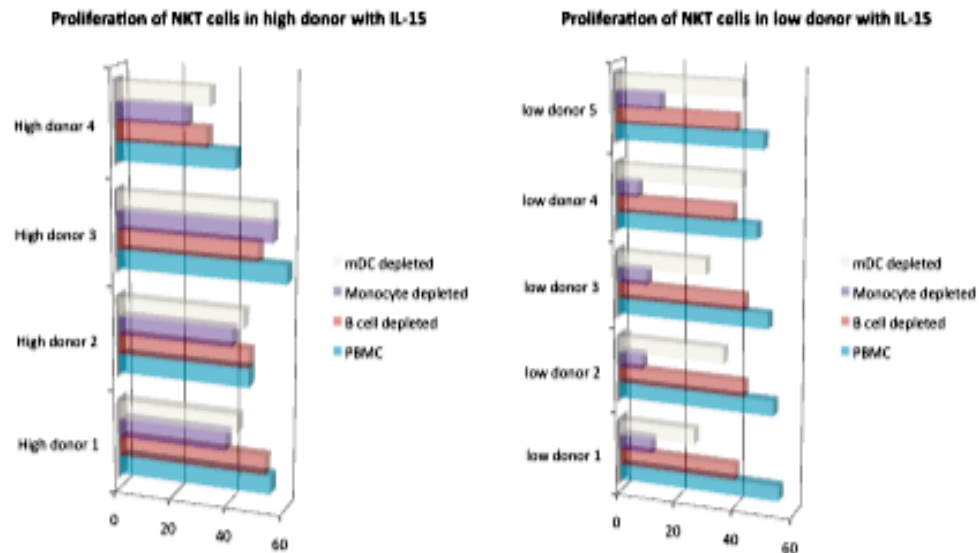 Proliferation of NKT cells in high donor with IL-15
High donor 4
High donor 3
High donor 2
High donor 1
0
20
40
60
mDC depleted
Monocyte depleted
B cell depleted
PBMC
Proliferation of NKT cells in low donor with IL-15
low donor 5
low donor 4
low donor 3
low donor 2
low donor 1
0
20
40
60
mDC depleted
Monocyte depleted
B cell depleted
PBMC